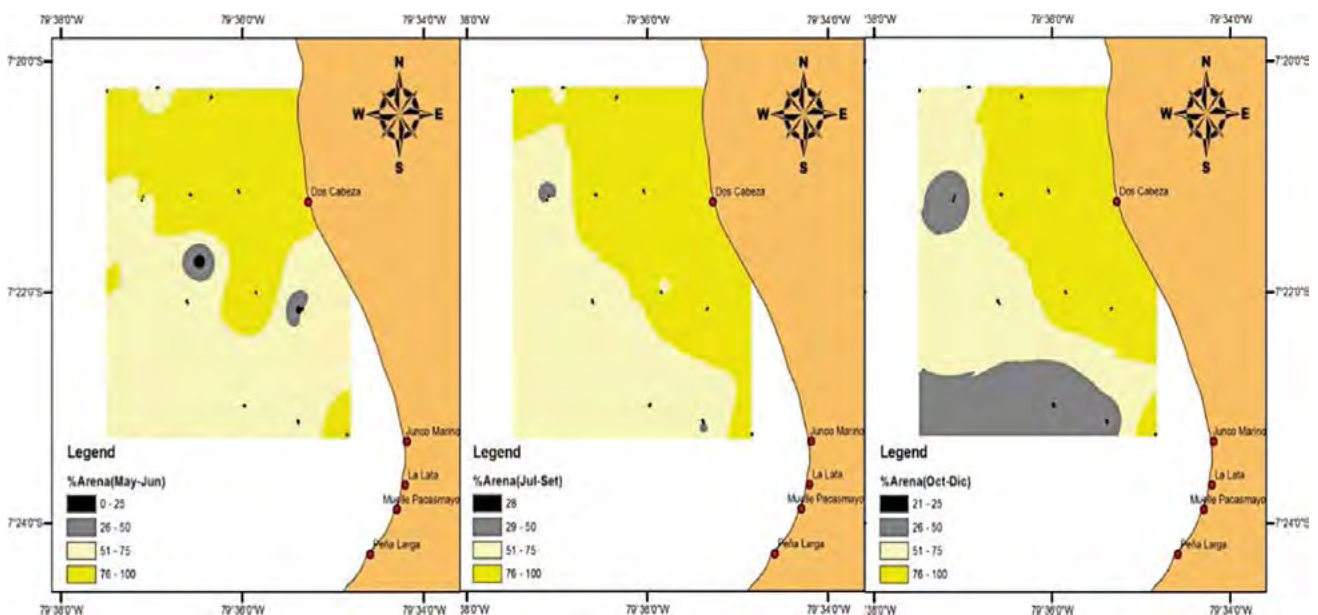 79°38'0"W 79°36'0"W 79°34'0"W 38'0"W 79°36'0"W 79°34'0"W 38'0"W 79°36'0"W 79°34'0"W
7°20'0"S
7°20'0"S
7°22'0"S
7°22'0"S
7°24'0"S
7°24'0"S
N
W E
S
Dos Cabeza
Junco Marino
La Lata
Muelle Pacasmayo
Peña Larga
Legend
%Arena(May-Jun)
0 - 25
26 - 50
51 - 75
76 - 100
N
W E
S
Dos Cabeza
Junco Marino
La Lata
Muelle Pacasmayo
Peña Larga
Legend
%Arena(Jul-Set)
28
29 - 50
51 - 75
76 - 100
N
W E
S
Dos Cabeza
Junco Marino
La Lata
Muelle Pacasmayo
Peña Larga
Legend
%Arena(Oct-Dic)
21 - 25
26 - 50
51 - 75
76 - 100
79°38'0"W 79°36'0"W 79°34'0"W 38'0"W 79°36'0"W 79°34'0"W 38'0"W 79°36'0"W 79°34'0"W